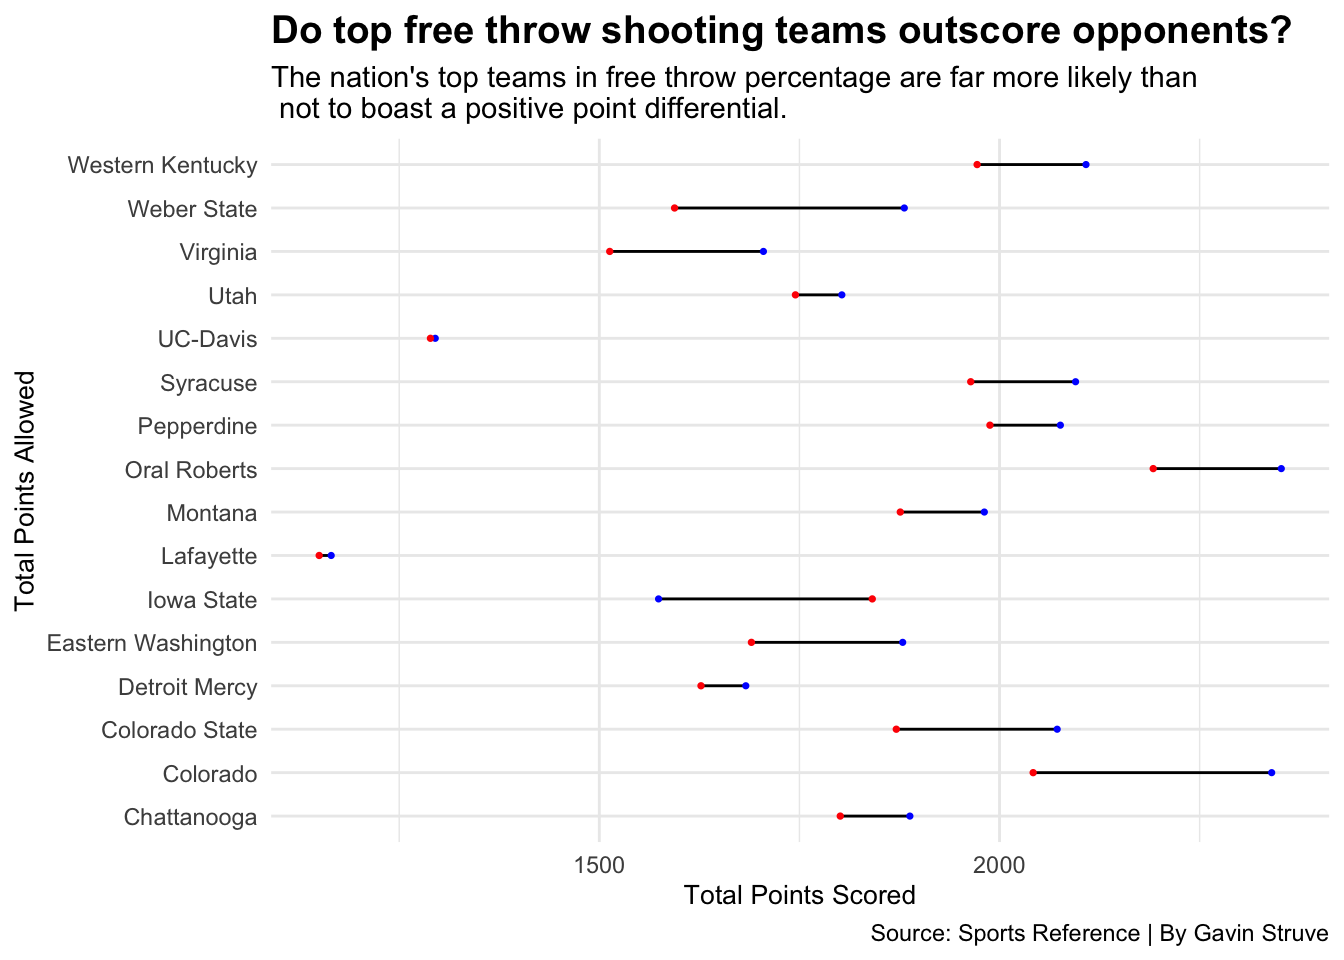 Do top free throw shooting teams outscore opponents?
The nation's top teams in free throw percentage are far more likely than
not to boast a positive point differential.
Total Points Allowed
Western Kentucky
Weber State
Virginia
Utah
UC-Davis
Syracuse
Pepperdine
Oral Roberts
Montana
Lafayette
Iowa State
Eastern Washington
Detroit Mercy
Colorado State
Colorado
Chattanooga
1500 2000
Total Points Scored
Source: Sports Reference | By Gavin Struve